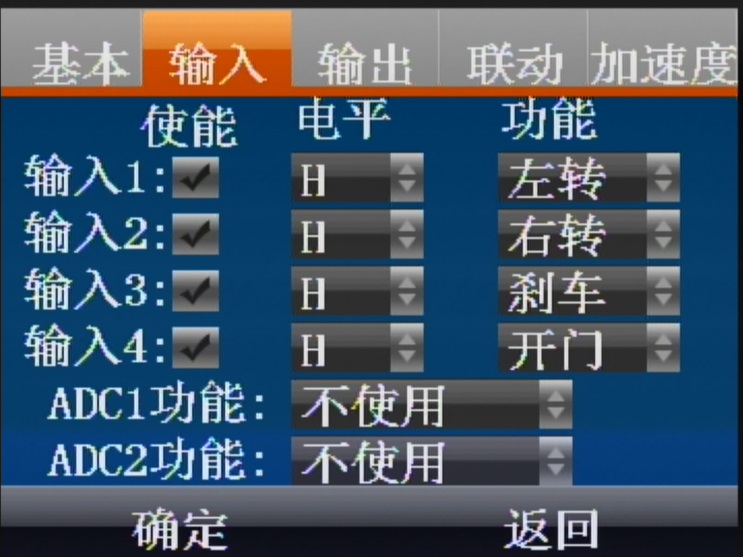 基本 输入 输出 联动 加速度
使能 电平 功能
输入1: H 左转
输入2: H 右转
输入3: H 刹车
输入4: H 开门
ADC1功能: 不使用
ADC2功能: 不使用
确定 返回